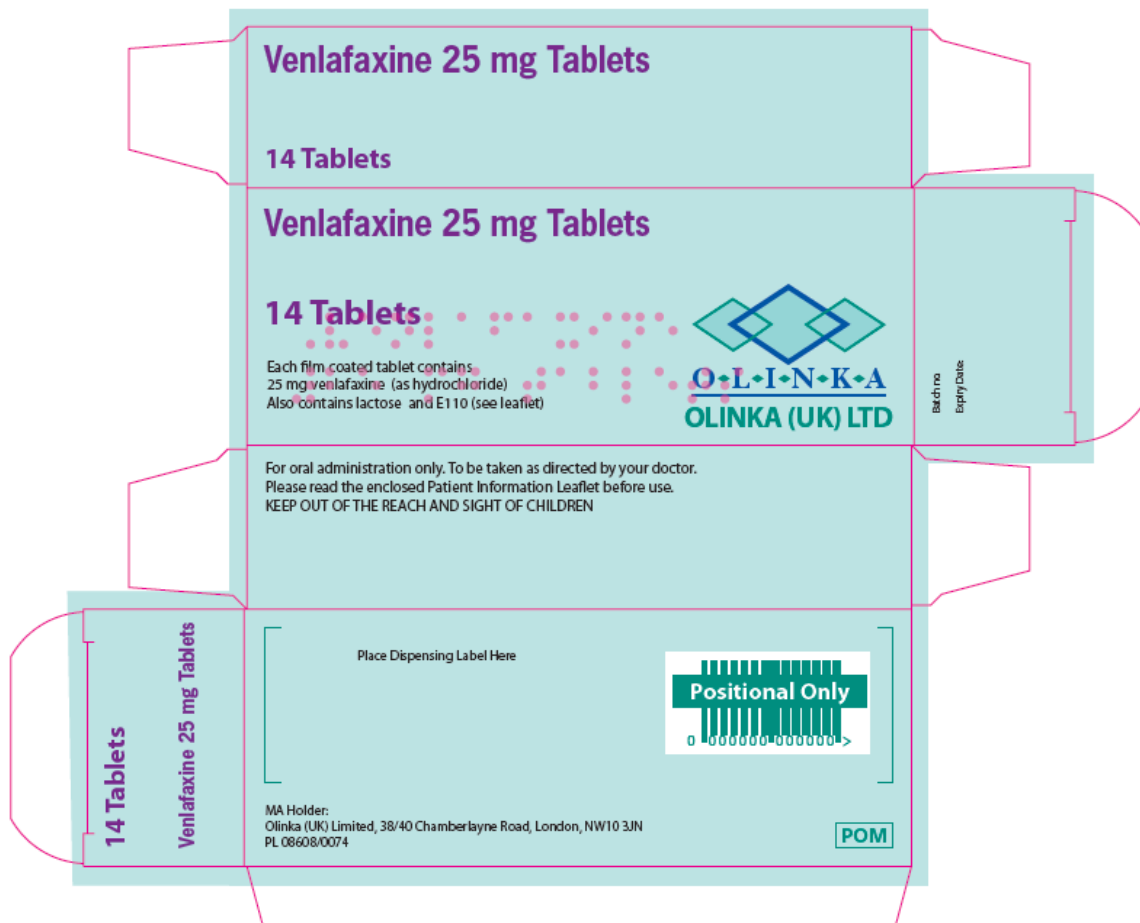 Venlafaxine 25 mg Tablets
14 Tablets
Venlafaxine 25 mg Tablets
14 Tablets
Each film coated tablet contains
25 mg venlafaxine (as hydrochloride)
Also contains lactose and E110 (see leaflet)
O•L•I•N•K•A
OLINKA (UK) LTD
Batch no.
Expiry Date:
For oral administration only. To be taken as directed by your doctor.
Please read the enclosed Patient Information Leaflet before use.
KEEP OUT OF THE REACH AND SIGHT OF CHILDREN
14 Tablets
Venlafaxine 25 mg Tablets
Place Dispensing Label Here
Positional Only
0 000000 000000 >
MA Holder:
Olinka (UK) Limited, 38/40 Chamberlayne Road, London, NW10 3JN
PL 08608/0074
POM